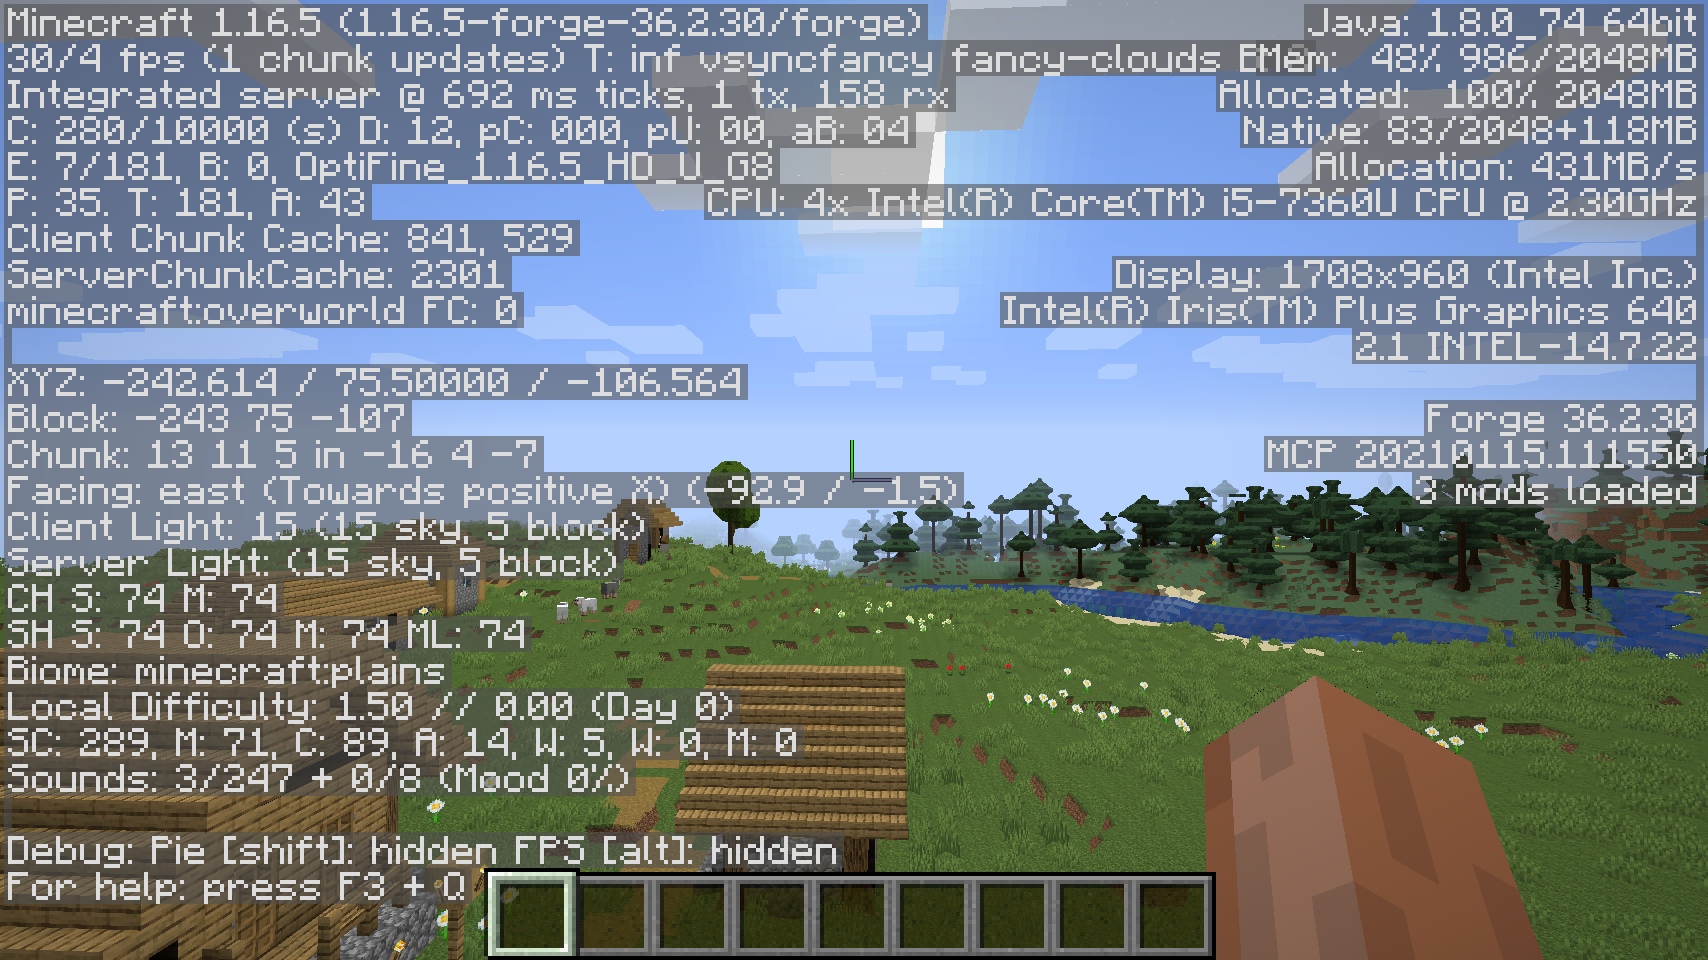 Minecraft 1.16.5 (1.16.5-forge-36.2.30/forge)
30/4 fps (1 chunk updates) T: inf vsyncfancy fancy-clouds
Integrated server @ 692 ms ticks, 1 tx, 158 rx
C: 280/10000 (s) D: 12, pC: 000, pU: 00, aB: 04
E: 7/181, B: 0, OptiFine_1.16.5_HD_U_G8
P: 35. T: 181, A: 43
Client Chunk Cache: 841, 529
ServerChunkCache: 2301
minecraft:overworld FC: 0
XYZ: -242.614 / 75.50000 / -106.564
Block: -243 75 -107
Chunk: 13 11 5 in -16 4 -7
Facing: east (Towards positive X) (-92.9 / -1.5)
Client Light: 15 (15 sky, 5 block)
Server Light: (15 sky, 5 block)
CH S: 74 M: 74
SH S: 74 O: 74 M: 74 ML: 74
Biome: minecraft:plains
Local Difficulty: 1.50 // 0.00 (Day 0)
SC: 289, M: 71, C: 89, A: 14, W: 5, W: 0, M: 0
Sounds: 3/247 + 0/8 (Mood 0%)
Debug: Pie [shift]: hidden FPS [alt]: hidden
For help: press F3 + Q
Java: 1.8.0_74 64bit
Mem: 48% 986/2048MB
Allocated: 100% 2048MB
Native: 83/2048+118MB
Allocation: 431MB/s
CPU: 4x Intel(R) Core(TM) i5-7360U CPU @ 2.30GHz
Display: 1708x960 (Intel Inc.)
Intel(R) Iris(TM) Plus Graphics 640
2.1 INTEL-14.7.22
Forge 36.2.30
MCP 20210115.111550
3 mods loaded